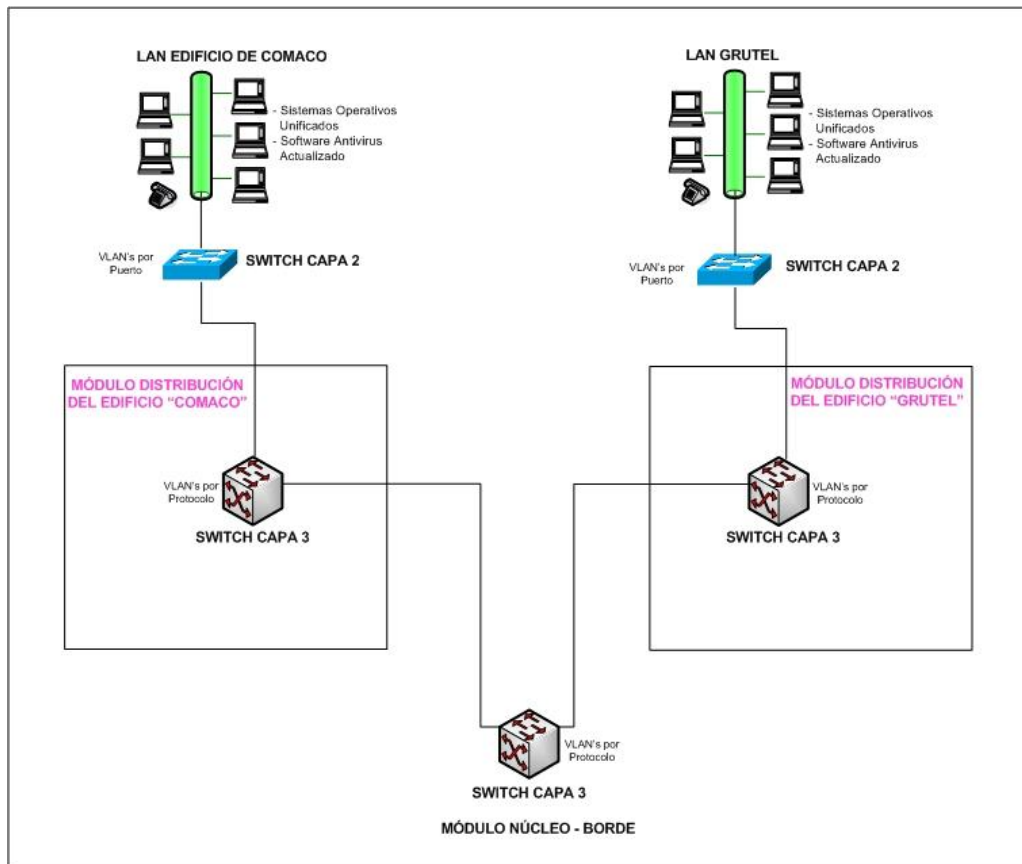 LAN EDIFICIO DE COMACO
- Sistemas Operativos
Unificados
- Software Antivirus
Actualizado
VLAN's por
Puerto
SWITCH CAPA 2
LAN GRUTEL
- Sistemas Operativos
Unificados
- Software Antivirus
Actualizado
VLAN's por
Puerto
SWITCH CAPA 2
MÓDULO DISTRIBUCIÓN
DEL EDIFICIO “COMACO”
VLAN's por
Protocolo
SWITCH CAPA 3
MÓDULO DISTRIBUCIÓN
DEL EDIFICIO “GRUTEL”
VLAN's por
Protocolo
SWITCH CAPA 3
VLAN's por
Protocolo
SWITCH CAPA 3
MÓDULO NÚCLEO - BORDE